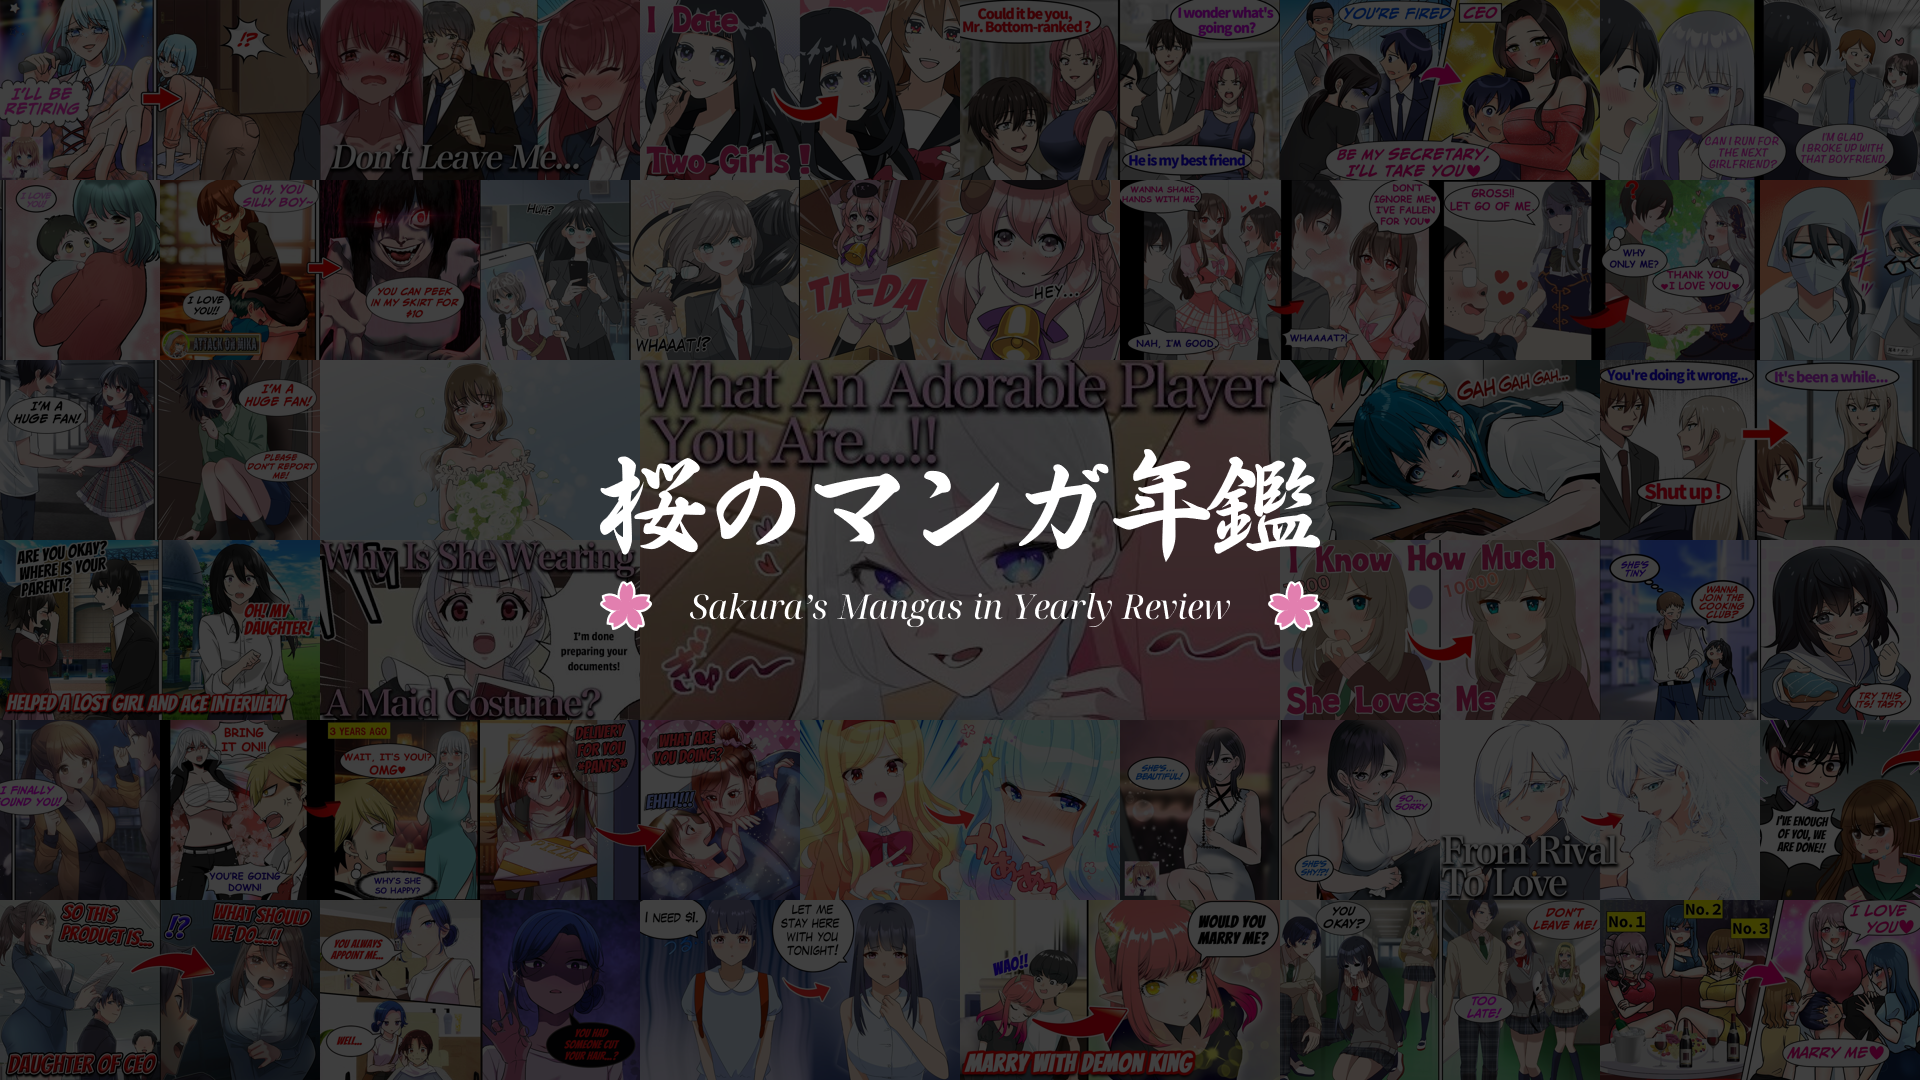 I'LL BE
RETIRING
!?
Don't Leave Me...
I Date
Two Girls !
Could it be you,
Mr. Bottom-ranked ?
I wonder what's
going on?
He is my best friend
YOU'RE FIRED
CEO
BE MY SECRETARY,
I'LL TAKE YOU♥
CAN I RUN FOR
THE NEXT
GIRLFRIEND?
I'M GLAD
I BROKE UP WITH
THAT BOYFRIEND.
I LOVE
YOU!
OH, YOU
SILLY BOY~
I LOVE
YOU!!
ATTACK ON MIKA
YOU CAN PEEK
IN MY SKIRT FOR
$10
HUH?
WHAAAT!?
TA-DA
HEY...
WANNA SHAKE
HANDS WITH ME?
NAH, I'M GOOD
DON'T
IGNORE ME♥
I'VE FALLEN
FOR YOU♥
WHAAAAT?!
GROSS!!
LET GO OF ME
WHY
ONLY ME?
THANK YOU
♥I LOVE YOU♥
I'M A
HUGE FAN!
I'M A
HUGE FAN!
PLEASE
DON'T REPORT
ME!
What An Adorable Player
You Are...!!
GAH GAH GAH...
You're doing it wrong...
Shut up !
It's been a while...
桜のマンガ年鑑
Sakura's Mangas in Yearly Review
ぎゅ〜
ARE YOU OKAY?
WHERE IS YOUR
PARENT?
OH! MY
DAUGHTER!
HELPED A LOST GIRL AND ACE INTERVIEW
Why Is She Wearing
I'm done
preparing your
documents!
A Maid Costume?
I Know How Much
10000
She Loves Me
SHE'S
TINY
WANNA
JOIN THE
COOKING
CLUB?
TRY THIS
ITS! TASTY
I FINALLY
FOUND YOU!
BRING
IT ON!!
YOU'RE GOING
DOWN!
3 YEARS AGO
WAIT, IT'S YOU!?
OMG♥
WHY'S SHE
SO HAPPY?
DELIVERY
FOR YOU
*PANTS*
WHAT ARE
YOU DOING?
EHHH!!!
SHE'S...
BEAUTIFUL!
SO...
SORRY
SHE'S
SHY!?!
From Rival
To Love
I'VE ENOUGH
OF YOU, WE
ARE DONE!!
SO THIS
PRODUCT IS...
DAUGHTER OF CEO
!?
WHAT SHOULD
WE DO...!!
YOU ALWAYS
APPOINT ME...
WELL...
YOU HAD
SOMEONE CUT
YOUR HAIR...?
I NEED $1.
LET ME
STAY HERE
WITH YOU
TONIGHT!
WAO!!
WOULD YOU
MARRY ME?
MARRY WITH DEMON KING
YOU
OKAY?
DON'T
LEAVE ME!
TOO
LATE!
No.1
No.2
No.3
I LOVE
YOU♥
MARRY ME♥